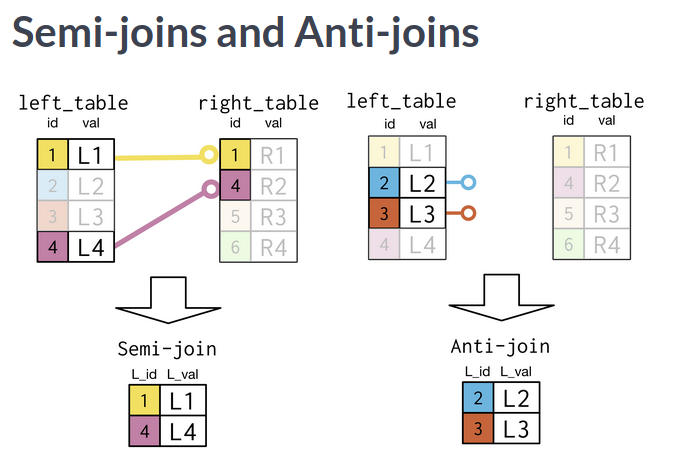 Semi-joins and Anti-joins
left_table right_table left_table right_table
id val id val id val id val
1 L1 1 R1 1 L1 1 R1
2 L2 4 R2 2 L2 4 R2
3 L3 5 R3 3 L3 5 R3
4 L4 6 R4 4 L4 6 R4
Semi-join Anti-join
L_id L_val L_id L_val
1 L1 2 L2
4 L4 3 L3